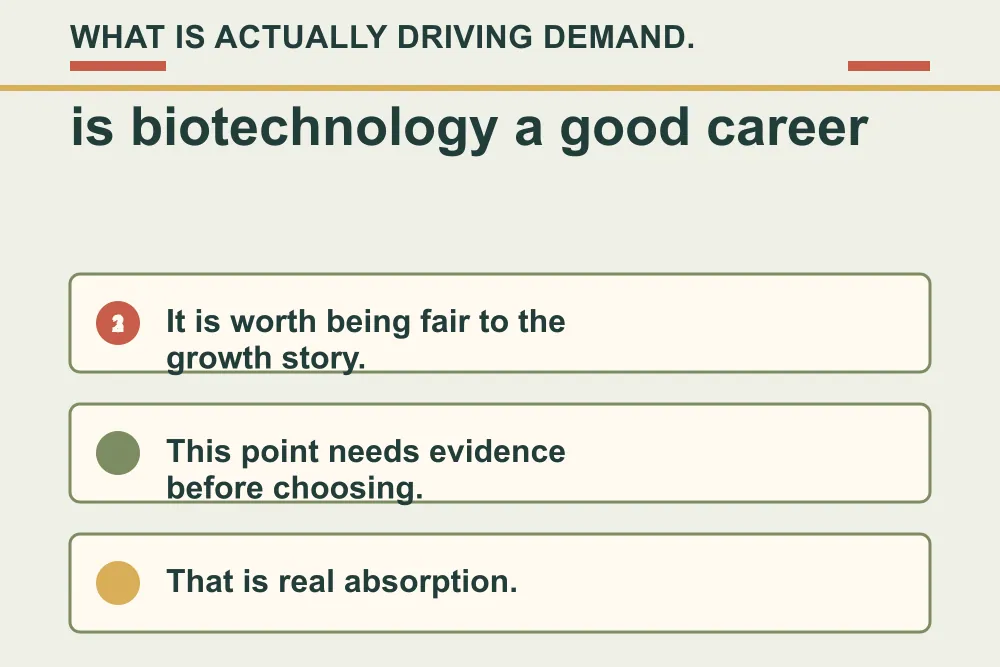 WHAT IS ACTUALLY DRIVING DEMAND.
is biotechnology a good career
It is worth being fair to the
growth story.
This point needs evidence
before choosing.
That is real absorption.